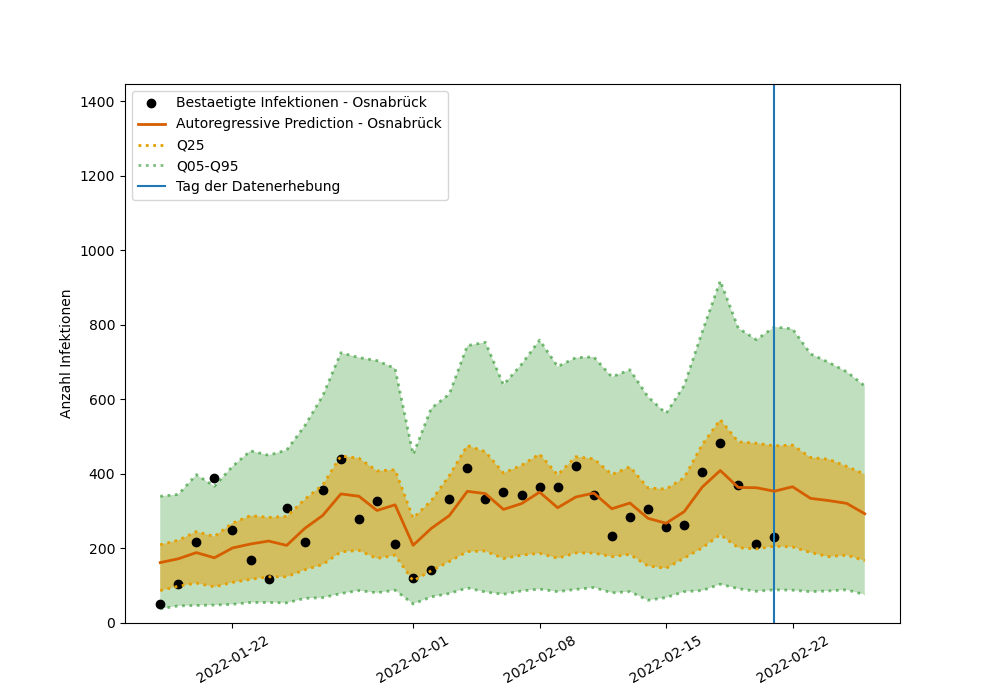 Bestaetigte Infektionen - Osnabrück
Autoregressive Prediction - Osnabrück
Q25
Q05-Q95
Tag der Datenerhebung
Anzahl Infektionen
1400
1200
1000
800
600
400
200
0
2022-01-22
2022-02-01
2022-02-08
2022-02-15
2022-02-22